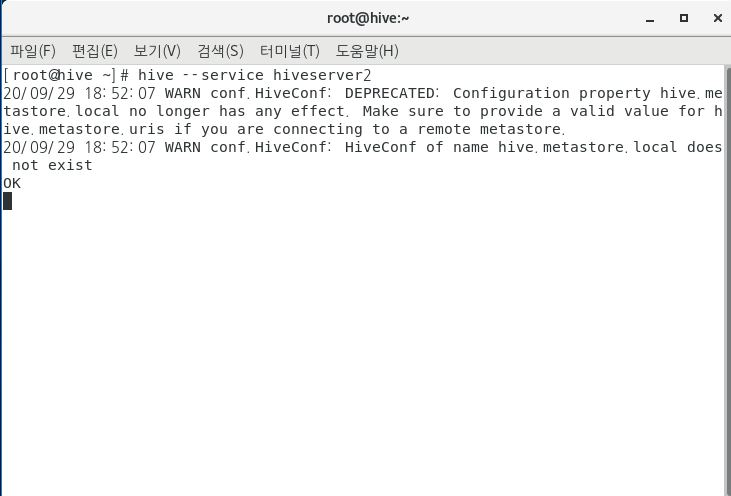 root@hive:~
파일(F) 편집(E) 보기(V) 검색(S) 터미널(T) 도움말(H)
[root@hive ~]# hive --service hiveserver2
20/09/29 18:52:07 WARN conf.HiveConf: DEPRECATED: Configuration property hive.me
tastore.local no longer has any effect. Make sure to provide a valid value for h
ive.metastore.uris if you are connecting to a remote metastore.
20/09/29 18:52:07 WARN conf.HiveConf: HiveConf of name hive.metastore.local does
 not exist
OK